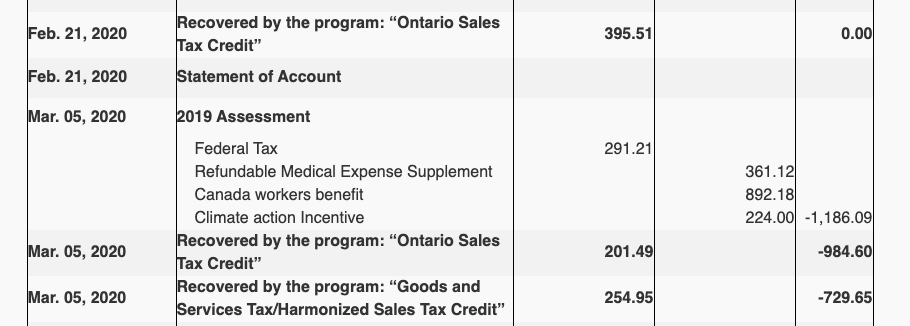 Feb. 21, 2020 Recovered by the program: “Ontario Sales Tax Credit” 395.51 0.00
Feb. 21, 2020 Statement of Account
Mar. 05, 2020 2019 Assessment
Federal Tax 291.21
Refundable Medical Expense Supplement 361.12
Canada workers benefit 892.18
Climate action Incentive 224.00 -1,186.09
Mar. 05, 2020 Recovered by the program: “Ontario Sales Tax Credit” 201.49 -984.60
Mar. 05, 2020 Recovered by the program: “Goods and Services Tax/Harmonized Sales Tax Credit” 254.95 -729.65